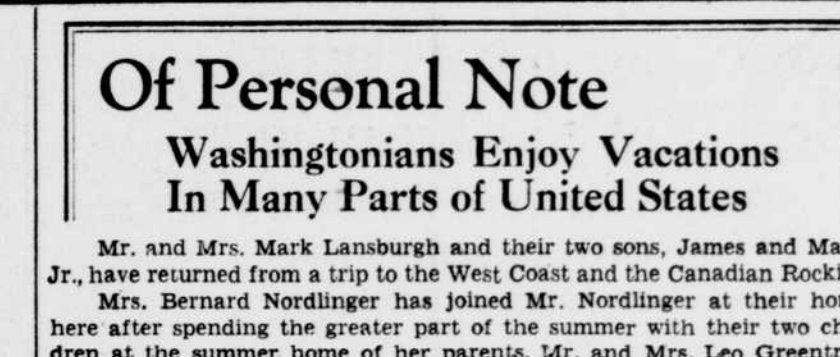 Of Personal Note
Washingtonians Enjoy Vacations
In Many Parts of United States
Mr. and Mrs. Mark Lansburgh and their two sons, James and
Jr., have returned from a trip to the West Coast and the Canadian
Mrs. Bernard Nordlinger has joined Mr. Nordlinger at their
here after spending the greater part of the summer with their two
dren at the summer home of her parents, Mr. and Mrs. Leo